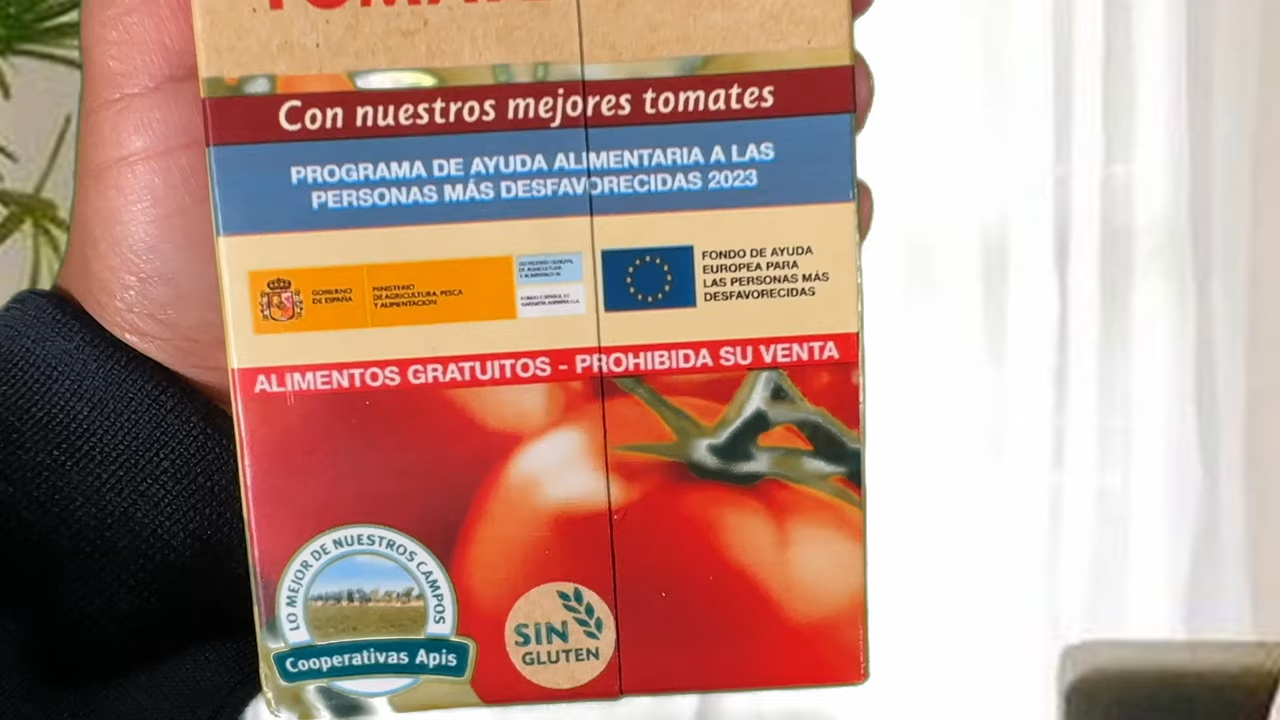 TOMATE
Con nuestros mejores tomates
PROGRAMA DE AYUDA ALIMENTARIA A LAS
PERSONAS MÁS DESFAVORECIDAS 2023
GOBIERNO
DE ESPAÑA
MINISTERIO
DE AGRICULTURA, PESCA
Y ALIMENTACIÓN
FONDO DE AYUDA
EUROPEA PARA
LAS PERSONAS MÁS
DESFAVORECIDAS
ALIMENTOS GRATUITOS - PROHIBIDA SU VENTA
LO MEJOR DE NUESTROS CAMPOS
Cooperativas Apis
SIN
GLUTEN